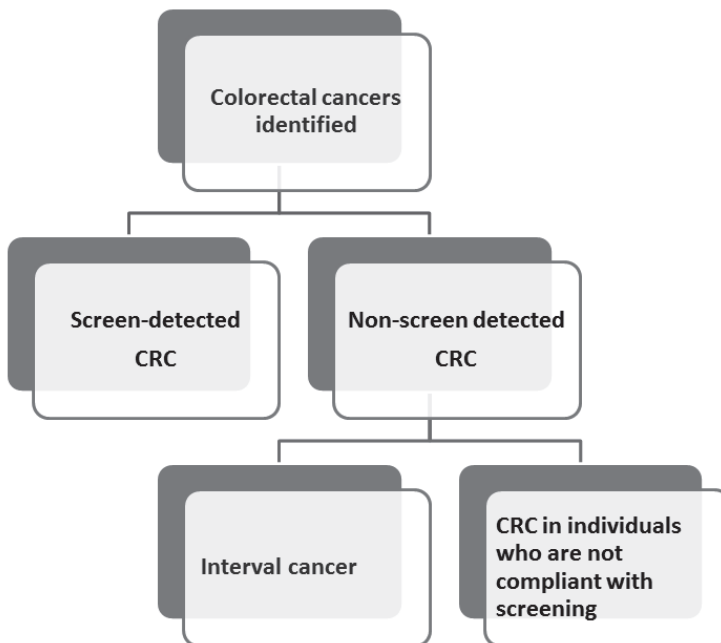 Colorectal cancers
identified
Screen-detected
CRC
Non-screen detected
CRC
Interval cancer
CRC in individuals
who are not
compliant with
screening